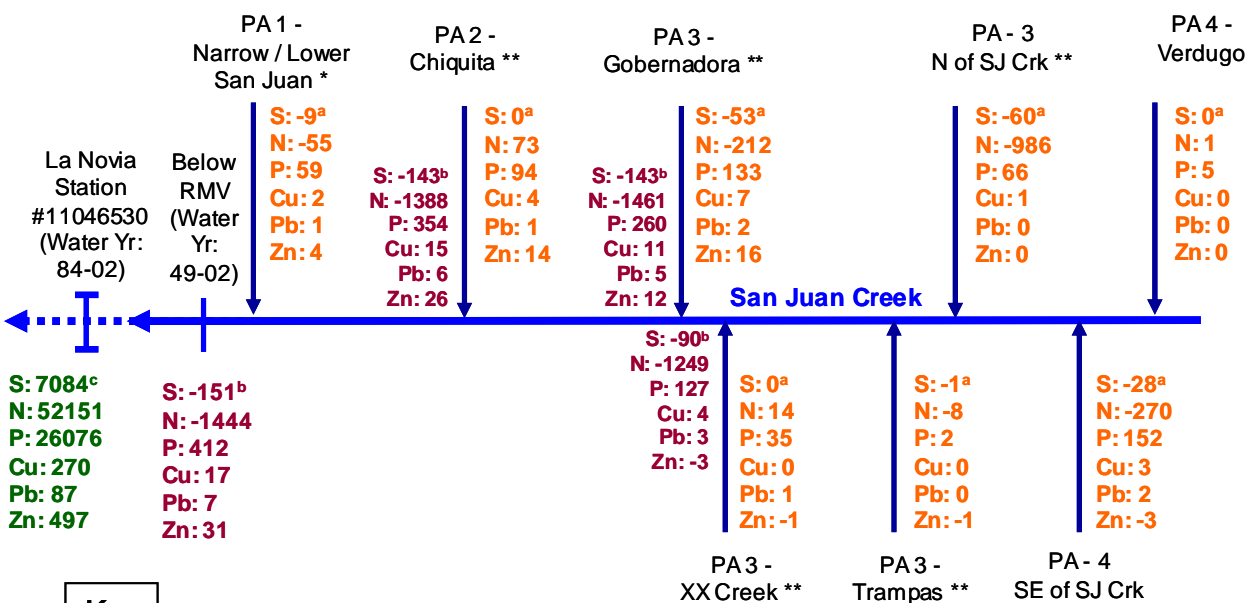 PA 1 -
Narrow / Lower
San Juan *
PA 2 -
Chiquita **
PA 3 -
Gobernadora **
PA - 3
N of SJ Crk **
PA 4 -
Verdugo
La Novia
Station
#11046530
(Water Yr:
84-02)
Below
RMV
(Water
Yr:
49-02)
S: -9ᵃ
N: -55
P: 59
Cu: 2
Pb: 1
Zn: 4
S: -143ᵇ
N: -1388
P: 354
Cu: 15
Pb: 6
Zn: 26
S: 0ᵃ
N: 73
P: 94
Cu: 4
Pb: 1
Zn: 14
S: -143ᵇ
N: -1461
P: 260
Cu: 11
Pb: 5
Zn: 12
S: -53ᵃ
N: -212
P: 133
Cu: 7
Pb: 2
Zn: 16
S: -60ᵃ
N: -986
P: 66
Cu: 1
Pb: 0
Zn: 0
S: 0ᵃ
N: 1
P: 5
Cu: 0
Pb: 0
Zn: 0
San Juan Creek
S: 7084ᶜ
N: 52151
P: 26076
Cu: 270
Pb: 87
Zn: 497
S: -151ᵇ
N: -1444
P: 412
Cu: 17
Pb: 7
Zn: 31
S: -90ᵇ
N: -1249
P: 127
Cu: 4
Pb: 3
Zn: -3
S: 0ᵃ
N: 14
P: 35
Cu: 0
Pb: 1
Zn: -1
S: -1ᵃ
N: -8
P: 2
Cu: 0
Pb: 0
Zn: -1
S: -28ᵃ
N: -270
P: 152
Cu: 3
Pb: 2
Zn: -3
PA 3 -
XX Creek **
PA 3 -
Trampas **
PA - 4
SE of SJ Crk